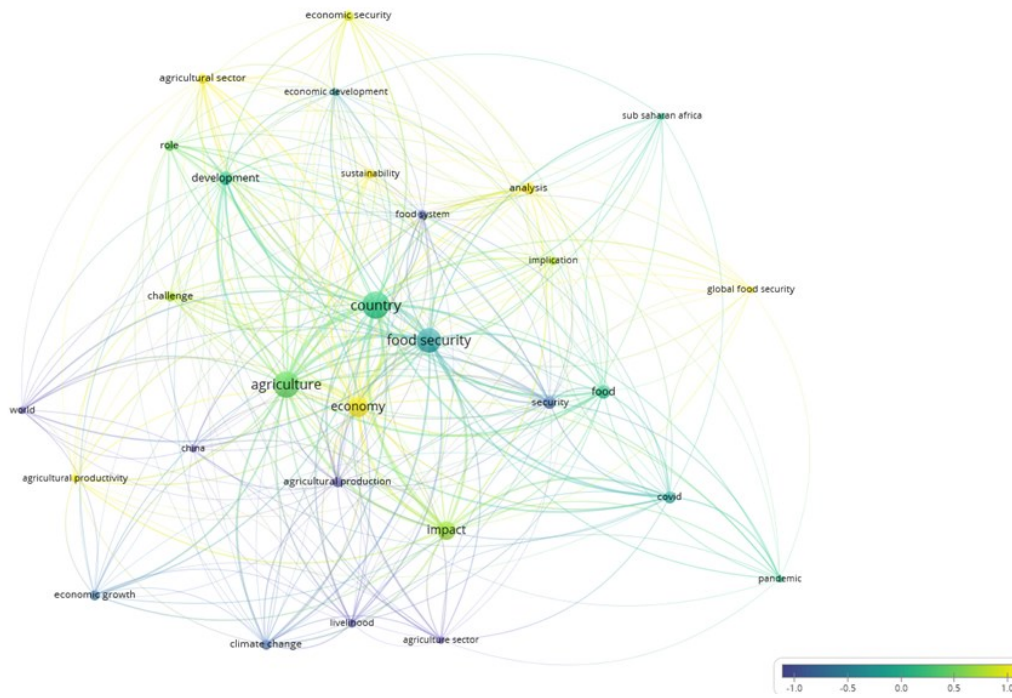 economic security
agricultural sector
economic development
sub saharan africa
role
sustainability
development
analysis
food system
implication
global food security
challenge
country
food security
agriculture
food
economy
security
world
china
agricultural productivity
agricultural production
covid
impact
pandemic
economic growth
livelihood
agriculture sector
climate change
-1.0 -0.5 0.0 0.5 1.0